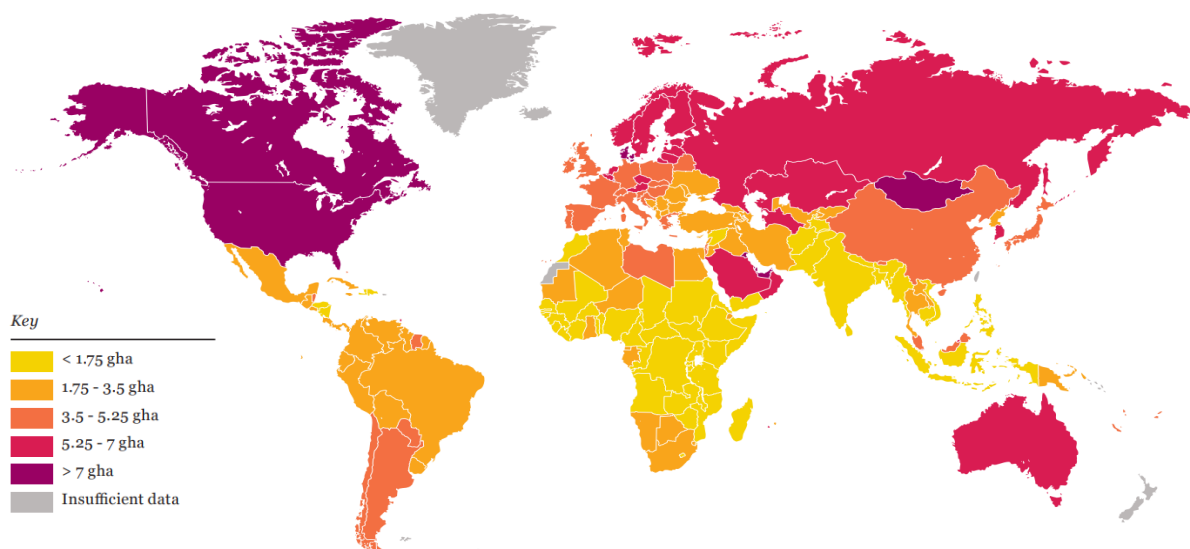 Key
< 1.75 gha
1.75 - 3.5 gha
3.5 - 5.25 gha
5.25 - 7 gha
> 7 gha
Insufficient data